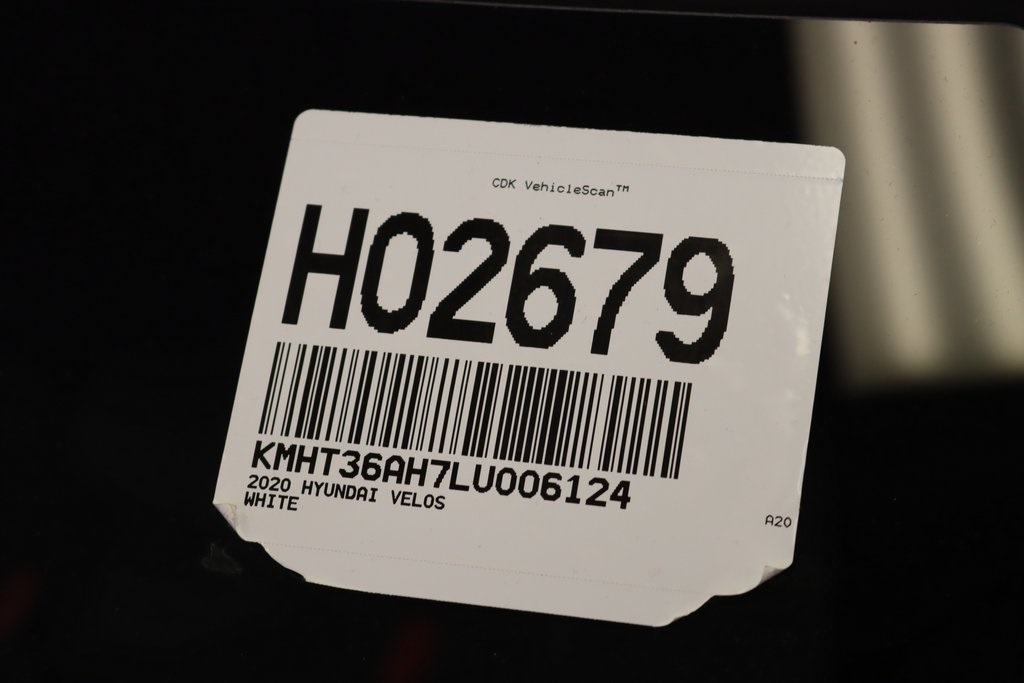 CDK VehicleScan™
H02679
KMHT36AH7LU006124
2020 HYUNDAI VELOS
WHITE
A20